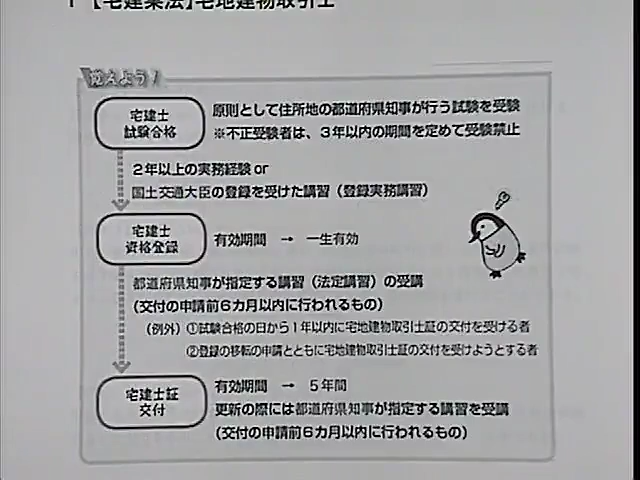 1 【宅建業法】宅地建物取引士
覚えよう！
宅建士
試験合格
原則として住所地の都道府県知事が行う試験を受験
※不正受験者は、３年以内の期間を定めて受験禁止
２年以上の実務経験 or
国土交通大臣の登録を受けた講習（登録実務講習）
宅建士
資格登録
有効期間 → 一生有効
都道府県知事が指定する講習（法定講習）の受講
（交付の申請前６カ月以内に行われるもの）
（例外）①試験合格の日から１年以内に宅地建物取引士証の交付を受ける者
②登録の移転の申請とともに宅地建物取引士証の交付を受けようとする者
宅建士証
交付
有効期間 → ５年間
更新の際には都道府県知事が指定する講習を受講
（交付の申請前６カ月以内に行われるもの）